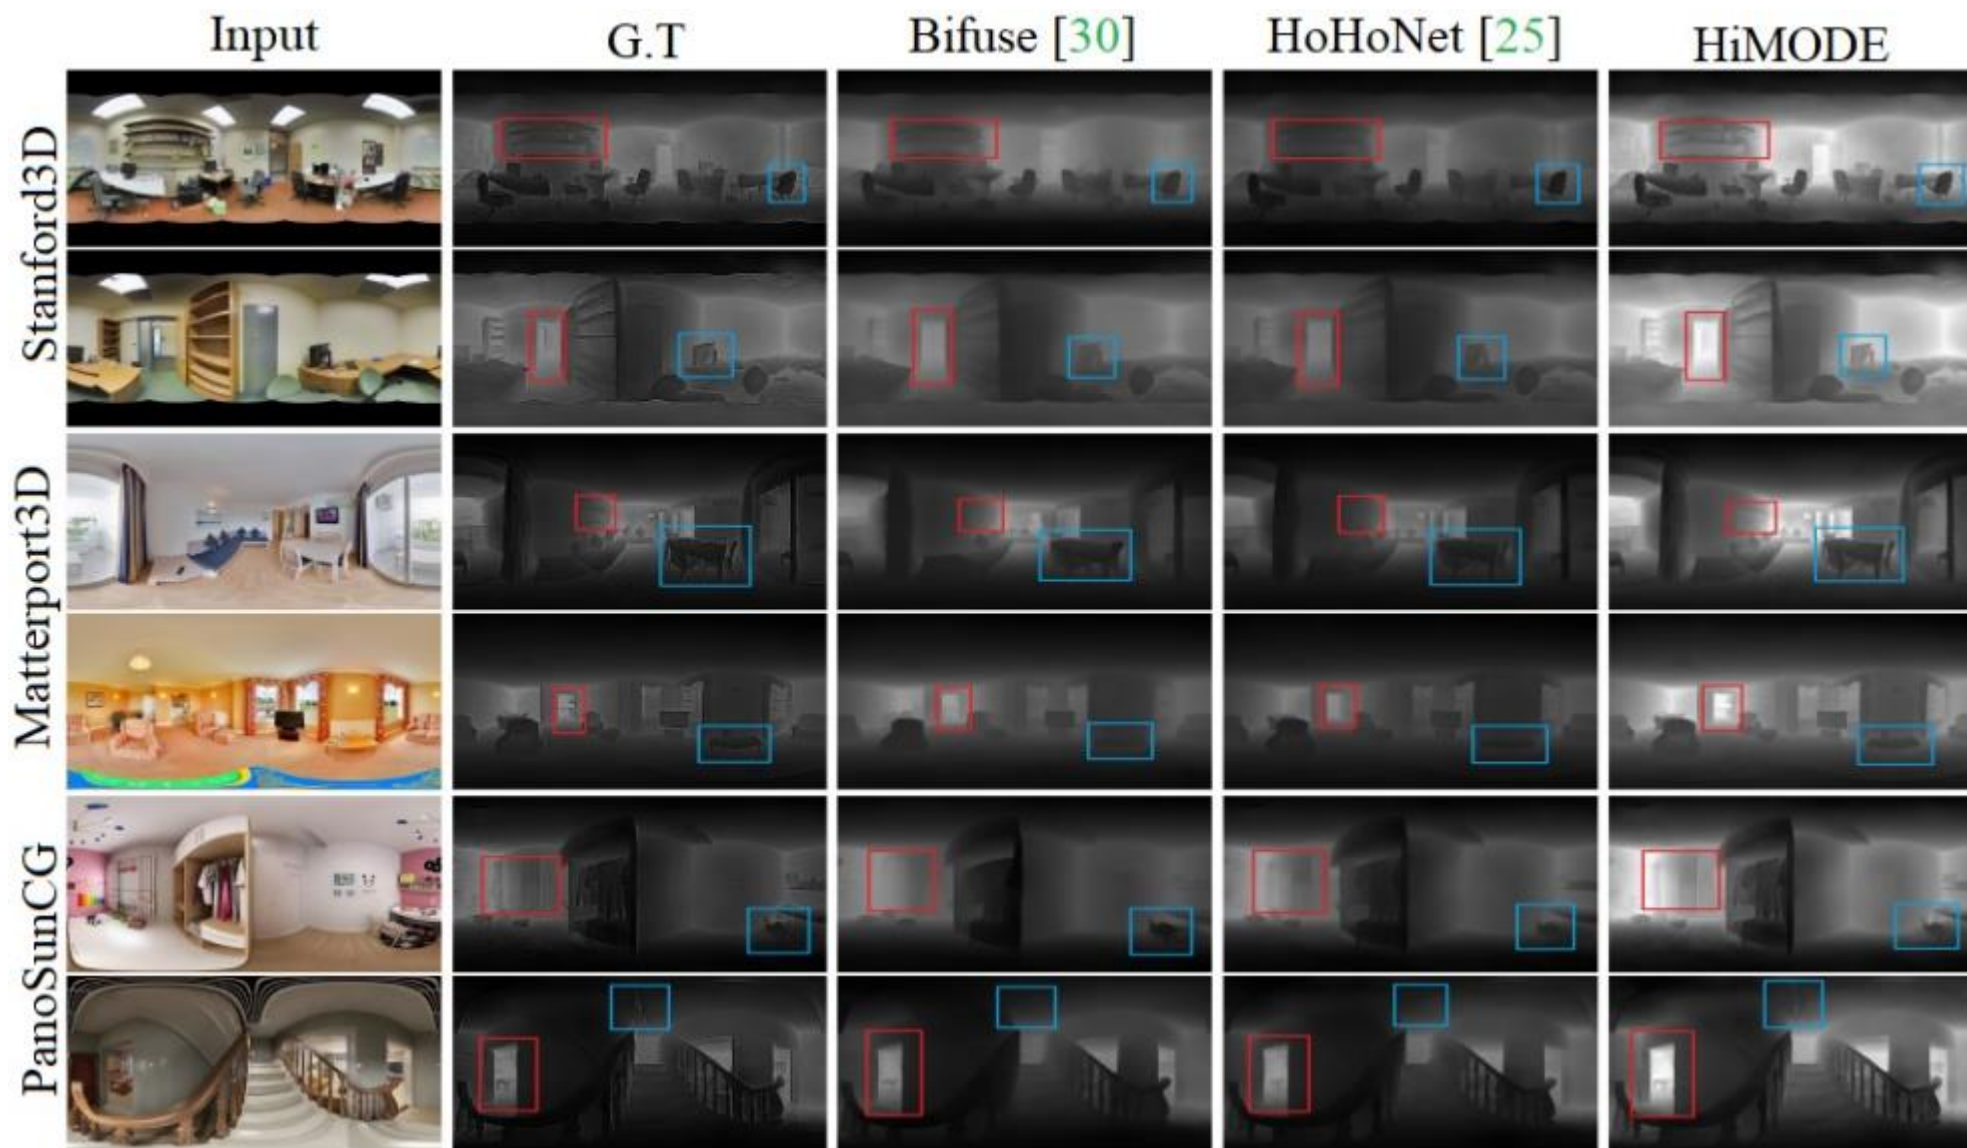 Input
G.T
Bifuse [30]
HoHoNet [25]
HiMODE
Stanford3D
Matterport3D
PanoSunCG